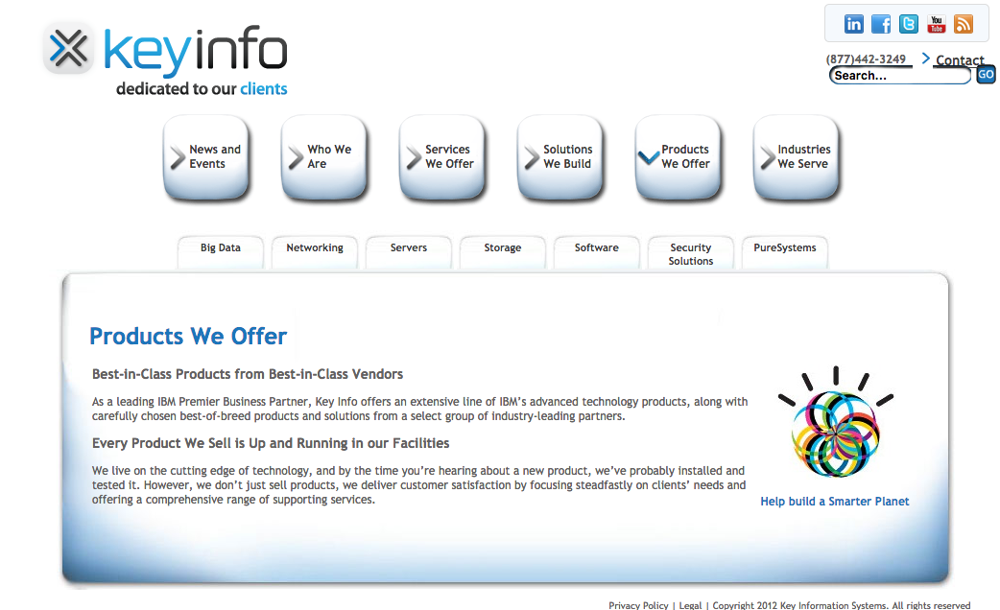 keyinfo
dedicated to our clients
in f t You Tube
(877)442-3249 Contact
Search... GO
News and
Events
Who We
Are
Services
We Offer
Solutions
We Build
Products
We Offer
Industries
We Serve
Big Data
Networking
Servers
Storage
Software
Security
Solutions
PureSystems
Products We Offer
Best-in-Class Products from Best-in-Class Vendors
As a leading IBM Premier Business Partner, Key Info offers an extensive line of IBM's advanced technology products, along with
carefully chosen best-of-breed products and solutions from a select group of industry-leading partners.
Every Product We Sell is Up and Running in our Facilities
We live on the cutting edge of technology, and by the time you're hearing about a new product, we've probably installed and
tested it. However, we don't just sell products, we deliver customer satisfaction by focusing steadfastly on clients' needs and
offering a comprehensive range of supporting services.
Help build a Smarter Planet
Privacy Policy | Legal | Copyright 2012 Key Information Systems. All rights reserved